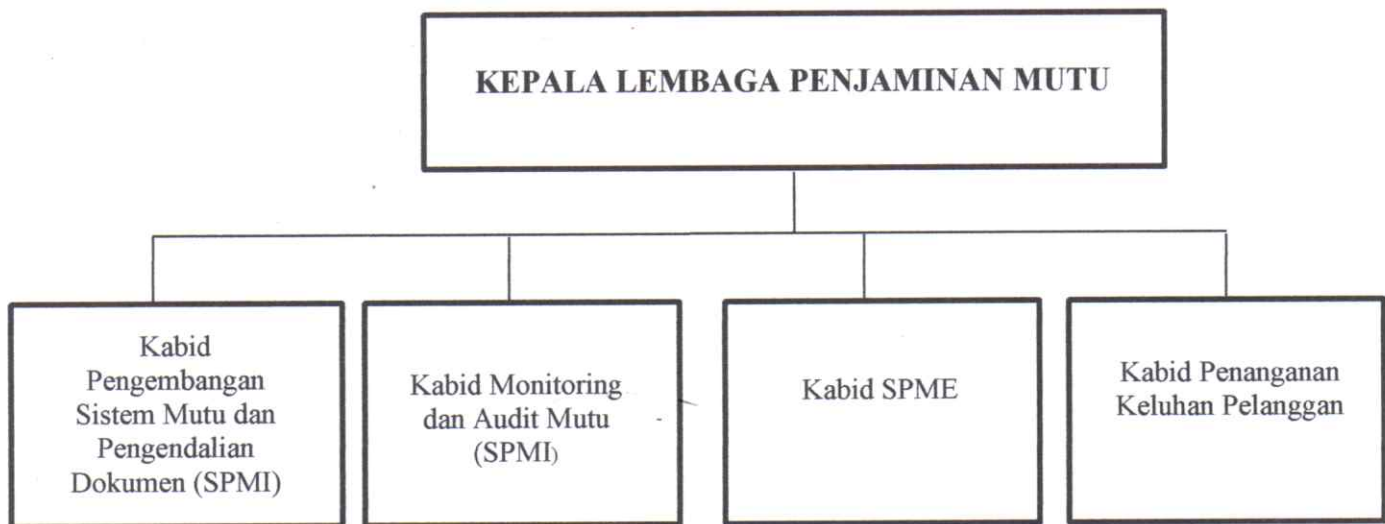 KEPALA LEMBAGA PENJAMINAN MUTU
Kabid
Pengembangan
Sistem Mutu dan
Pengendalian
Dokumen (SPMI)
Kabid Monitoring
dan Audit Mutu
(SPMI)
Kabid SPME
Kabid Penanganan
Keluhan Pelanggan